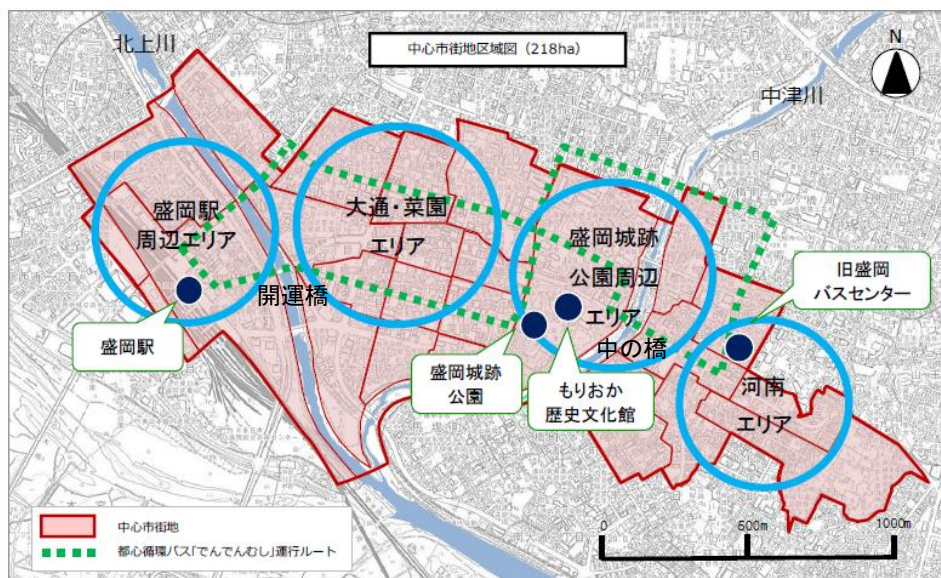 北上川
中心市街地区域図（218ha）
N
中津川
盛岡駅
周辺エリア
大通・菜園
エリア
盛岡城跡
公園周辺
エリア
旧盛岡
バスセンター
開運橋
中の橋
盛岡駅
盛岡城跡
公園
もりおか
歴史文化館
河南
エリア
中心市街地
都心循環バス「でんでんむし」運行ルート
0
500m
1000m